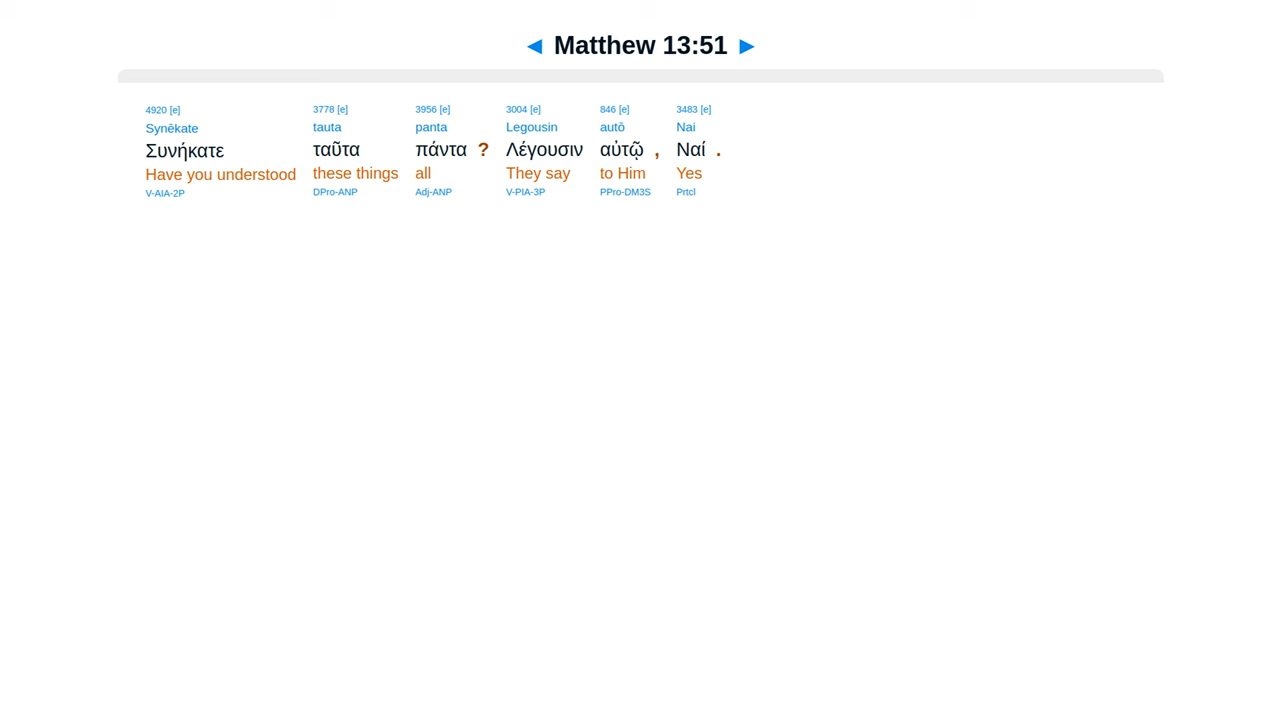 ◄ Matthew 13:51 ►
4920 [e] 3778 [e] 3956 [e] 3004 [e] 846 [e] 3483 [e]
Synēkate tauta panta Legousin autō Nai
Συνήκατε ταῦτα πάντα ? Λέγουσιν αὐτῷ , Ναί .
Have you understood these things all They say to Him Yes
V-AIA-2P DPro-ANP Adj-ANP V-PIA-3P PPro-DM3S Prtcl